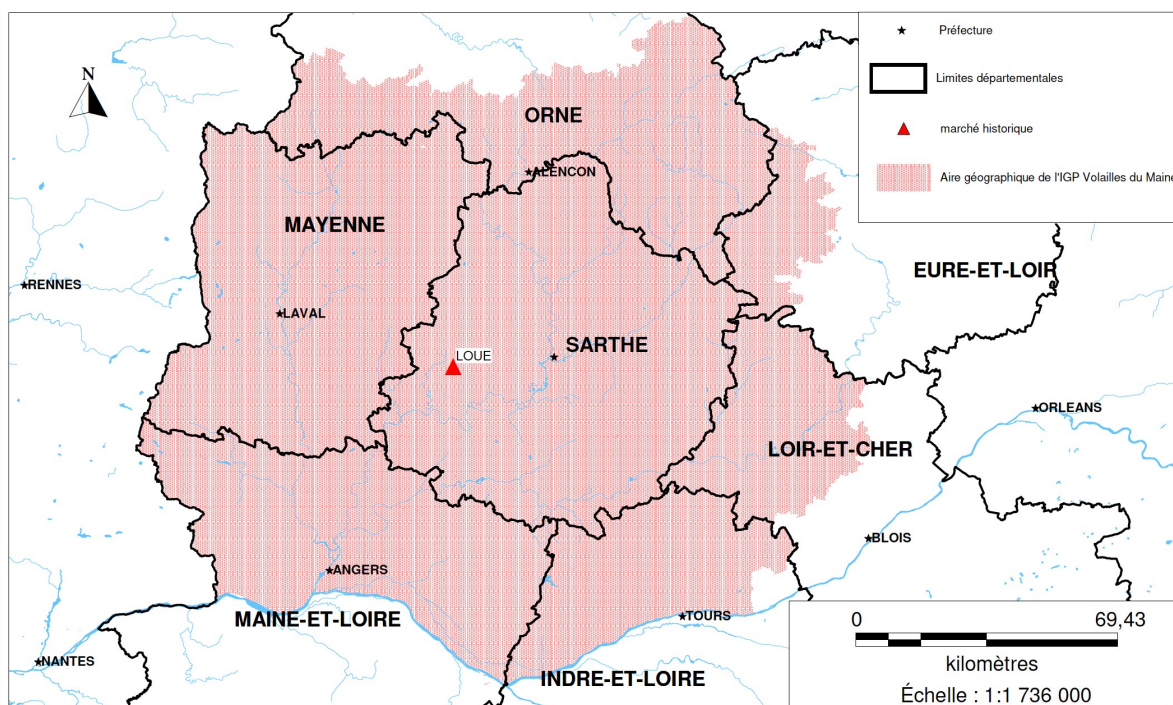 Préfecture
Limites départementales
marché historique
Aire géographique de l'IGP Volailles du Maine
N
ORNE
ALENCON
MAYENNE
EURE-ET-LOIR
RENNES
LAVAL
SARTHE
LOUE
ORLEANS
LOIR-ET-CHER
BLOIS
ANGERS
MAINE-ET-LOIRE
TOURS
NANTES
INDRE-ET-LOIRE
0 69,43
kilomètres
Échelle : 1:1 736 000